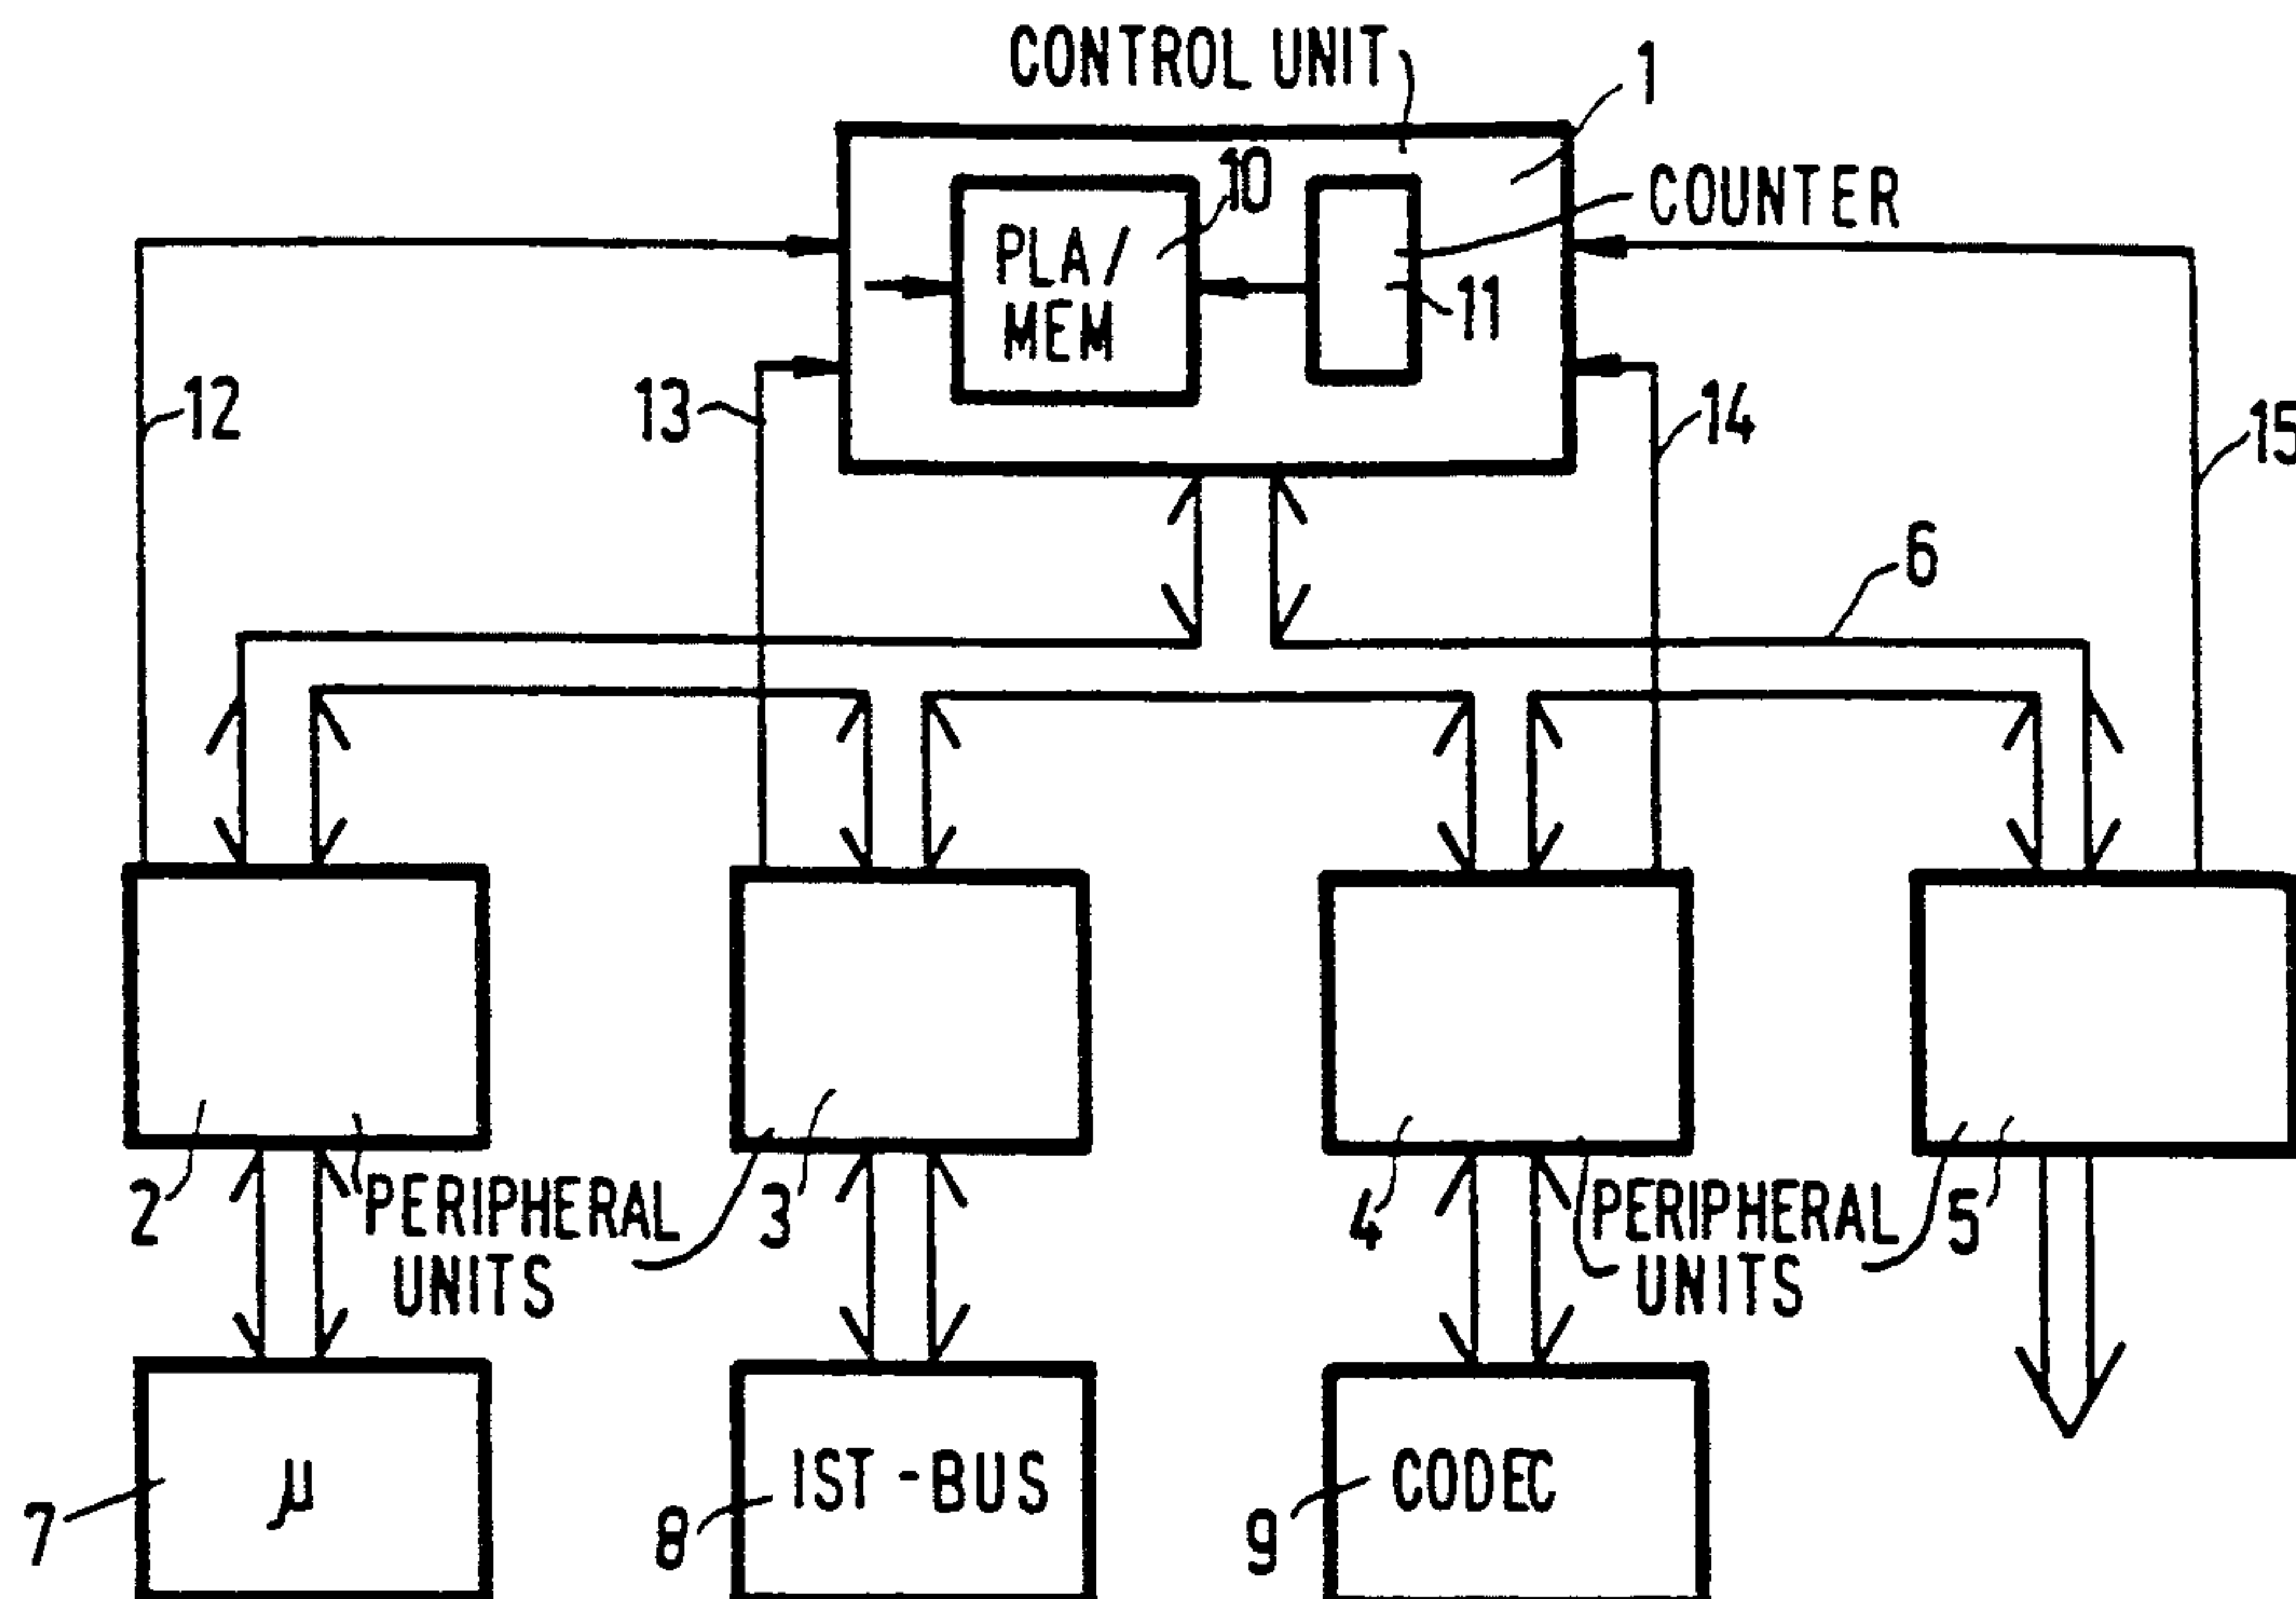 CONTROL UNIT
1
10
COUNTER
PLA/
MEM
11
12
13
14
15
6
2
PERIPHERAL
UNITS
3
4
PERIPHERAL
UNITS
5
7
µ
8
IST-BUS
9
CODEC